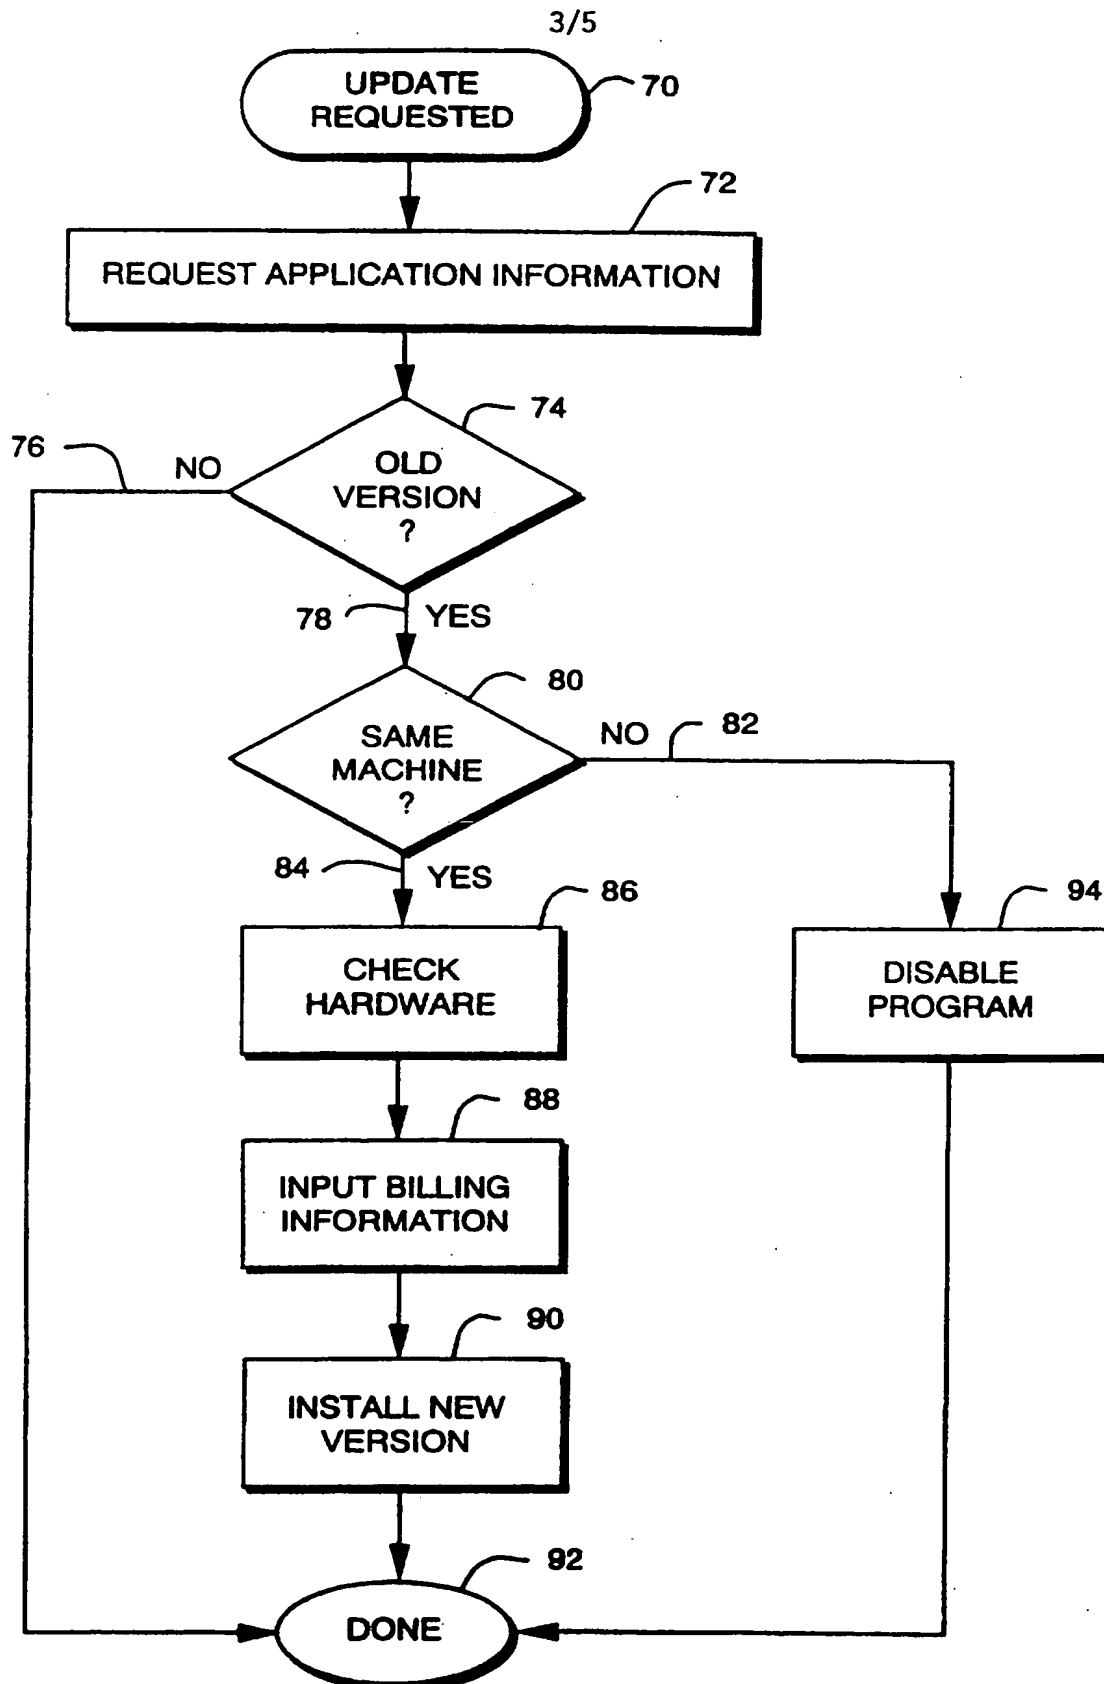 3/5
UPDATE
REQUESTED
70
72
REQUEST APPLICATION INFORMATION
74
76
NO
OLD
VERSION
?
78
YES
80
SAME
MACHINE
?
NO
82
84
YES
86
94
CHECK
HARDWARE
DISABLE
PROGRAM
88
INPUT BILLING
INFORMATION
90
INSTALL NEW
VERSION
92
DONE